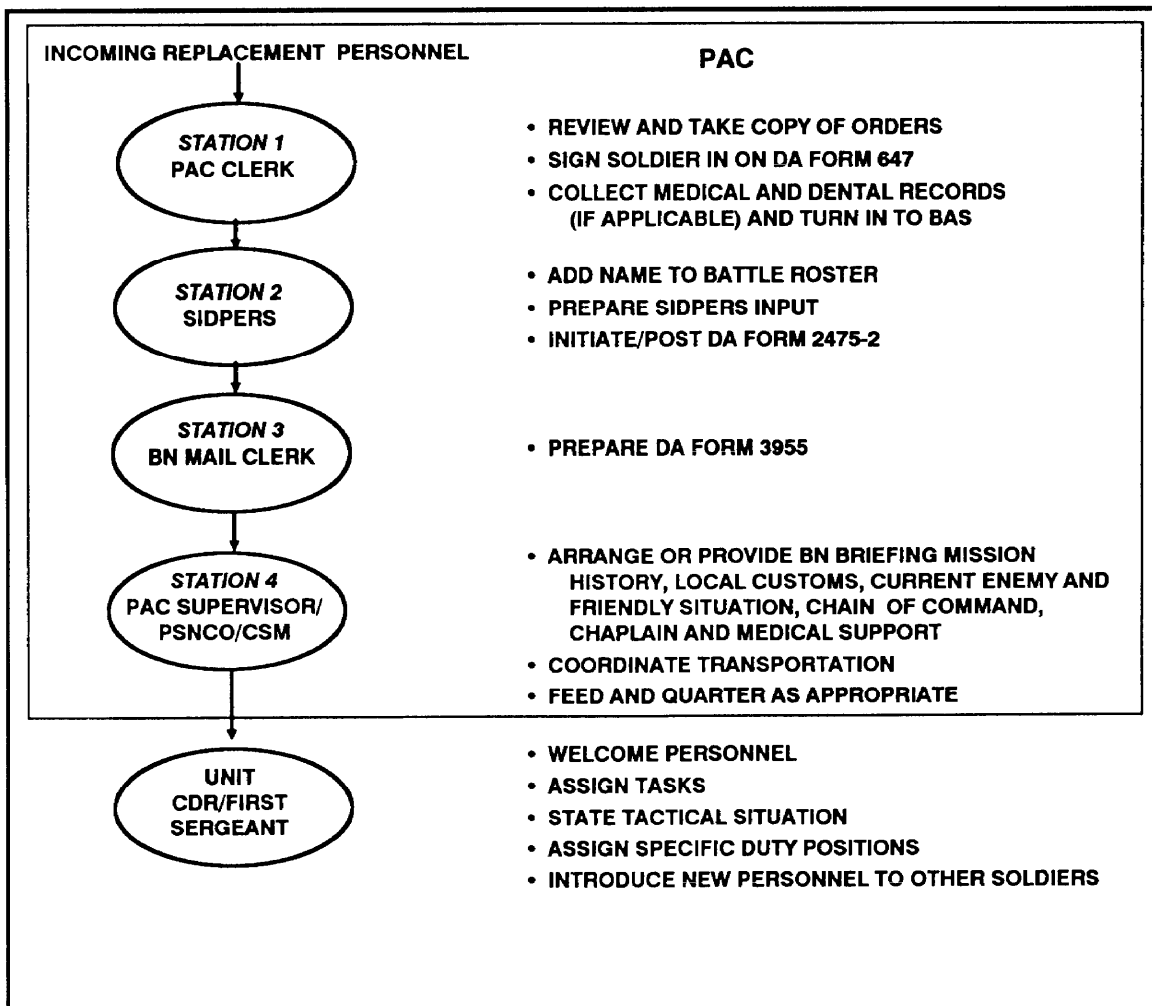 INCOMING REPLACEMENT PERSONNEL
PAC
STATION 1
PAC CLERK
• REVIEW AND TAKE COPY OF ORDERS
• SIGN SOLDIER IN ON DA FORM 647
• COLLECT MEDICAL AND DENTAL RECORDS
(IF APPLICABLE) AND TURN IN TO BAS
STATION 2
SIDPERS
• ADD NAME TO BATTLE ROSTER
• PREPARE SIDPERS INPUT
• INITIATE/POST DA FORM 2475-2
STATION 3
BN MAIL CLERK
• PREPARE DA FORM 3955
STATION 4
PAC SUPERVISOR/
PSNCO/CSM
• ARRANGE OR PROVIDE BN BRIEFING MISSION
HISTORY, LOCAL CUSTOMS, CURRENT ENEMY AND
FRIENDLY SITUATION, CHAIN OF COMMAND,
CHAPLAIN AND MEDICAL SUPPORT
• COORDINATE TRANSPORTATION
• FEED AND QUARTER AS APPROPRIATE
UNIT
CDR/FIRST
SERGEANT
• WELCOME PERSONNEL
• ASSIGN TASKS
• STATE TACTICAL SITUATION
• ASSIGN SPECIFIC DUTY POSITIONS
• INTRODUCE NEW PERSONNEL TO OTHER SOLDIERS